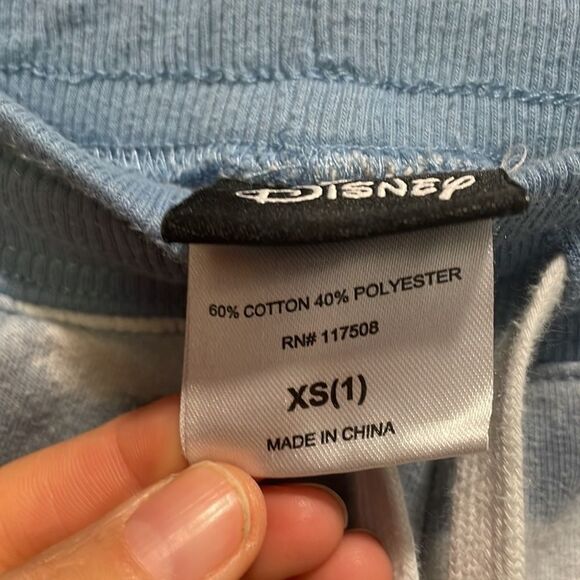 Disney
60% COTTON 40% POLYESTER
RN# 117508
XS(1)
MADE IN CHINA